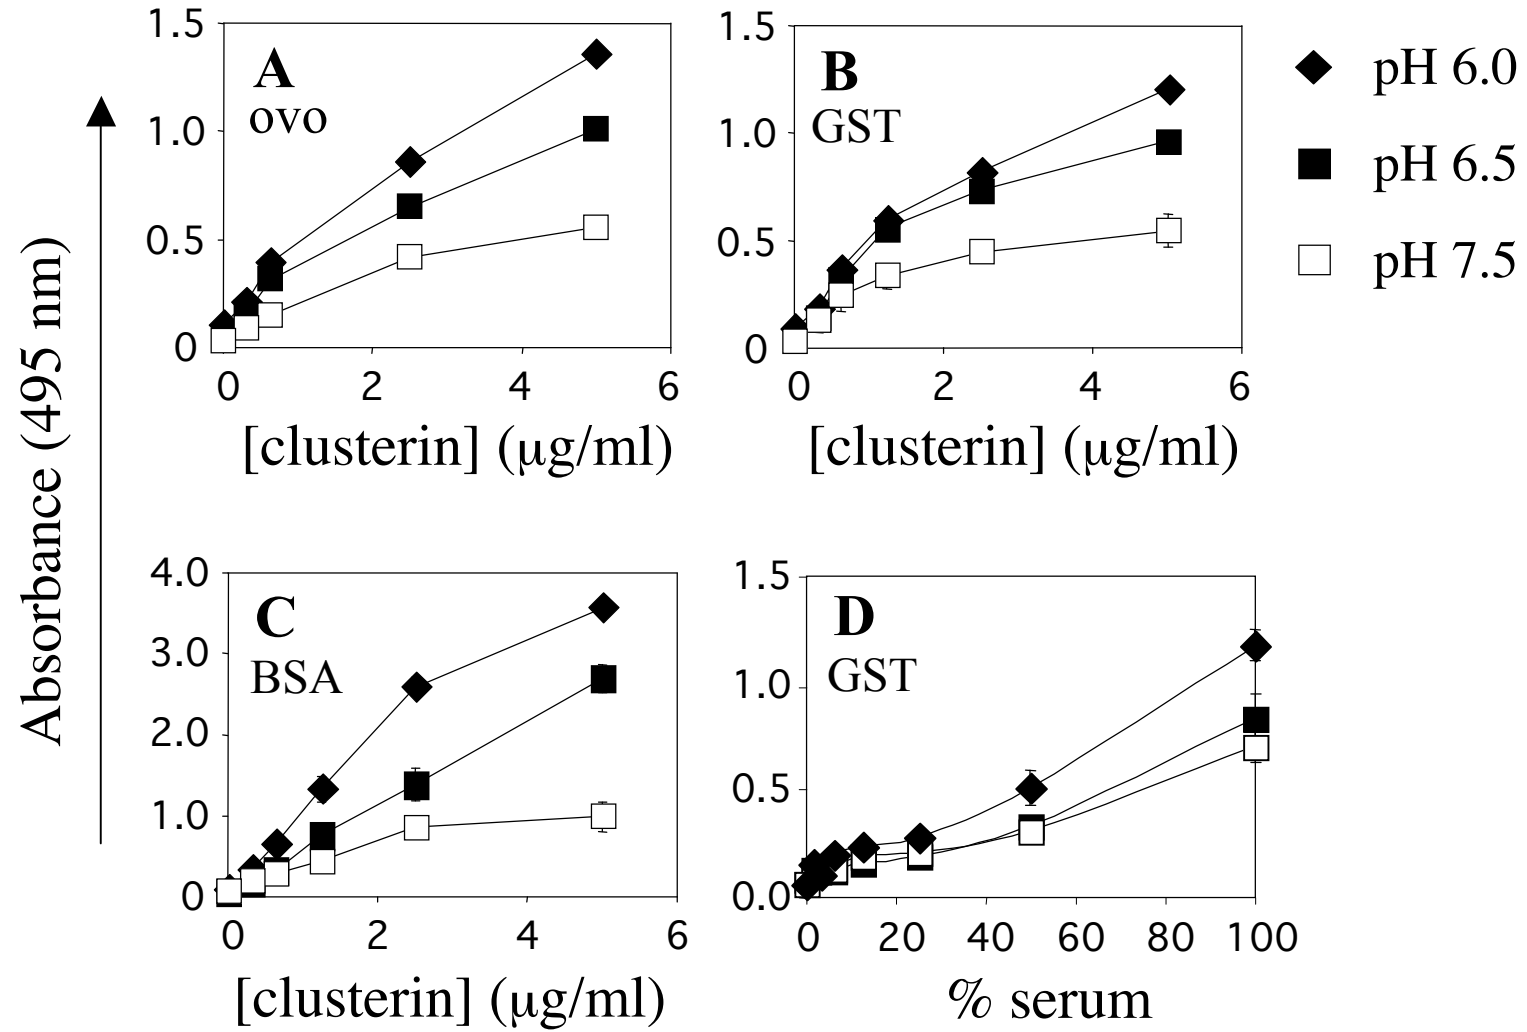 Absorbance (495 nm)
A
ovo
1.5
1.0
0.5
0
0 2 4 6
[clusterin] (μg/ml)
B
GST
1.5
1.0
0.5
0
0 2 4 6
[clusterin] (μg/ml)
pH 6.0
pH 6.5
pH 7.5
C
BSA
4.0
3.0
2.0
1.0
0
0 2 4 6
[clusterin] (μg/ml)
D
GST
1.5
1.0
0.5
0.0
0 20 40 60 80 100
% serum